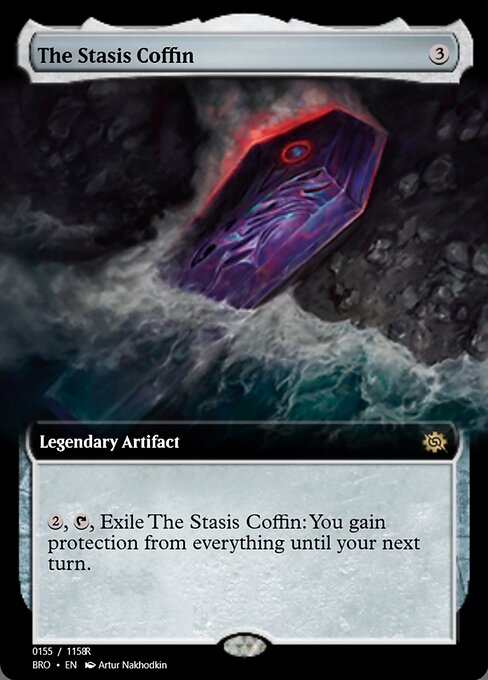 The Stasis Coffin 3
Legendary Artifact
2, , Exile The Stasis Coffin: You gain
protection from everything until your next
turn.
0155 / 1158R
BRO • EN Artur Nakhodkin